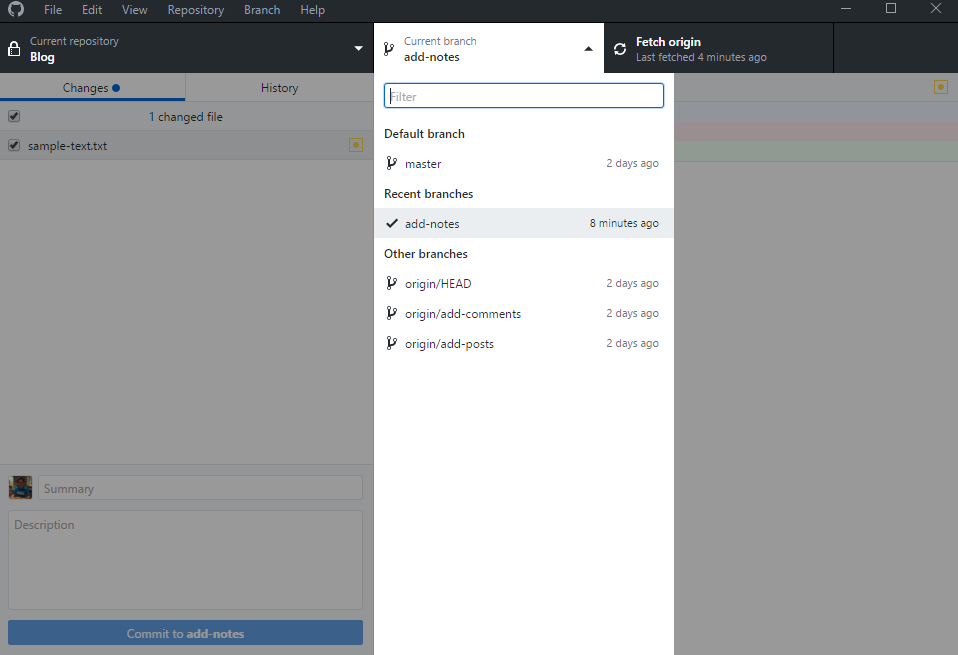 File Edit View Repository Branch Help
Current repository
Blog
Current branch
add-notes
Fetch origin
Last fetched 4 minutes ago
Changes
History
1 changed file
sample-text.txt
Filter
Default branch
master 2 days ago
Recent branches
add-notes 8 minutes ago
Other branches
origin/HEAD 2 days ago
origin/add-comments 2 days ago
origin/add-posts 2 days ago
Summary
Description
Commit to add-notes